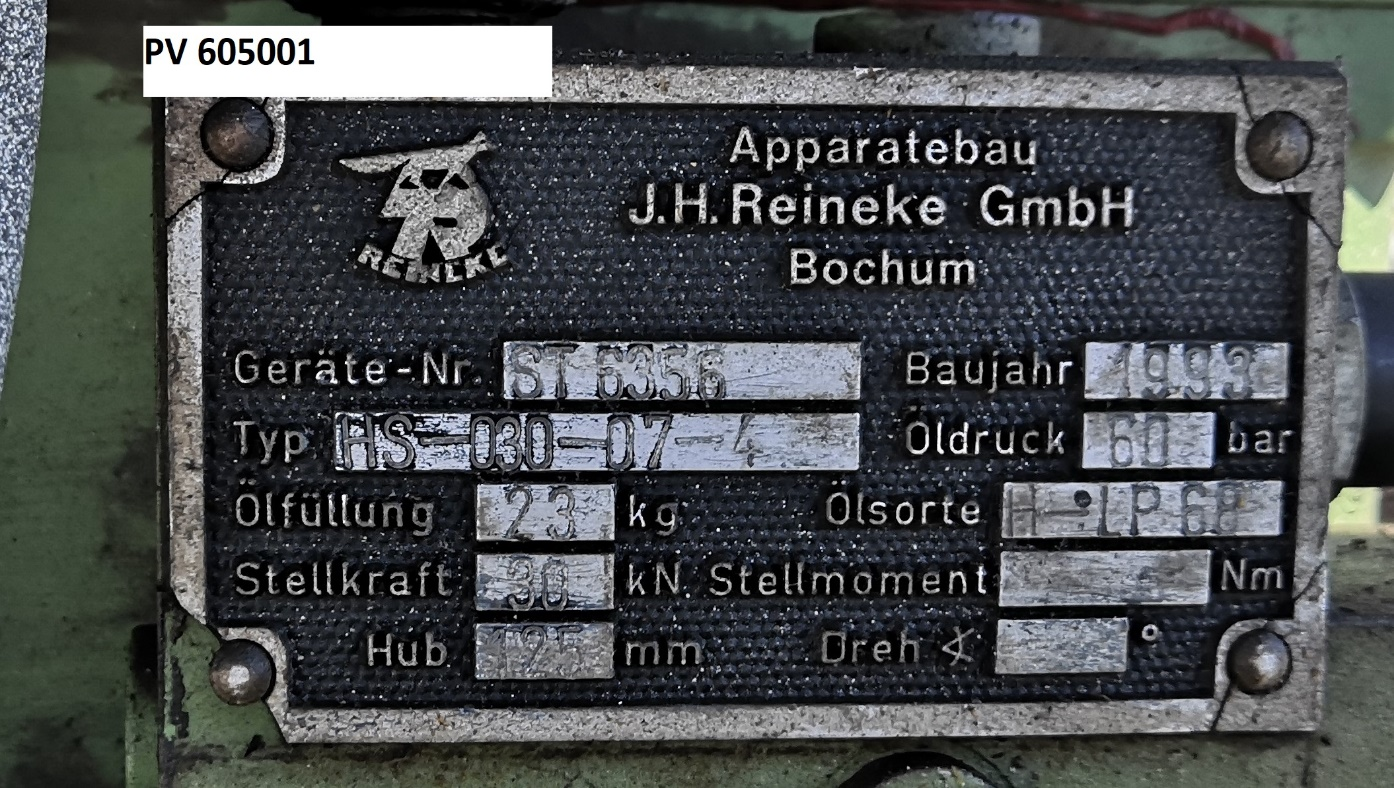 PV 605001
Apparatebau
J.H. Reineke GmbH
Bochum
REINEKE
Geräte-Nr. ST 6356 Baujahr 1993
Typ HS-030-07-4 Öldruck 60 bar
Ölfüllung 23 kg Ölsorte H-LP 68
Stellkraft 30 kN Stellmoment Nm
Hub 125 mm Dreh ∢ °